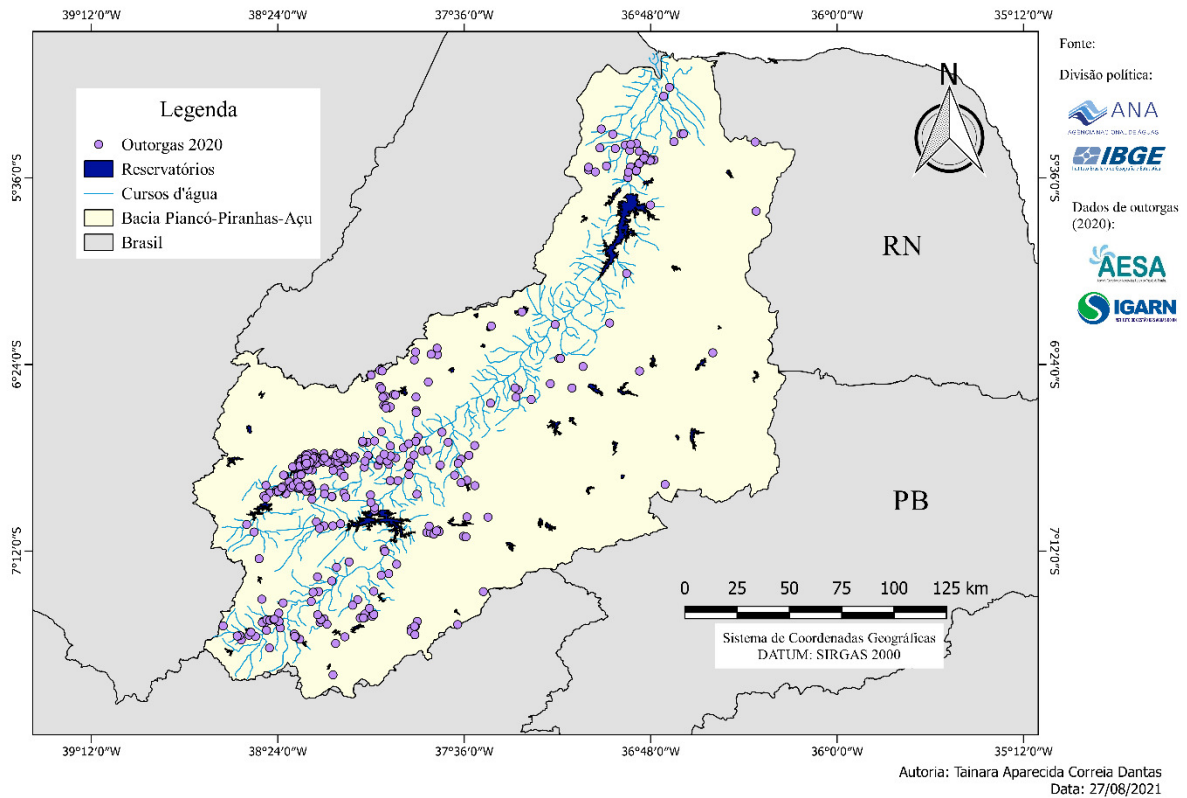 39°12'0"W 38°24'0"W 37°36'0"W 36°48'0"W 36°0'0"W 35°12'0"W
Legenda
Outorgas 2020
Reservatórios
Cursos d'água
Bacia Piancó-Piranhas-Açu
Brasil
N
Fonte:
Divisão política:
ANA
AGÊNCIA NACIONAL DE ÁGUAS
IBGE
Dados de outorgas
(2020):
AESA
IGARN
5°36'0"S
5°36'0"S
RN
6°24'0"S
6°24'0"S
PB
7°12'0"S
7°12'0"S
0 25 50 75 100 125 km
Sistema de Coordenadas Geográficas
DATUM: SIRGAS 2000
39°12'0"W 38°24'0"W 37°36'0"W 36°48'0"W 36°0'0"W 35°12'0"W
Autoria: Tainara Aparecida Correia Dantas
Data: 27/08/2021